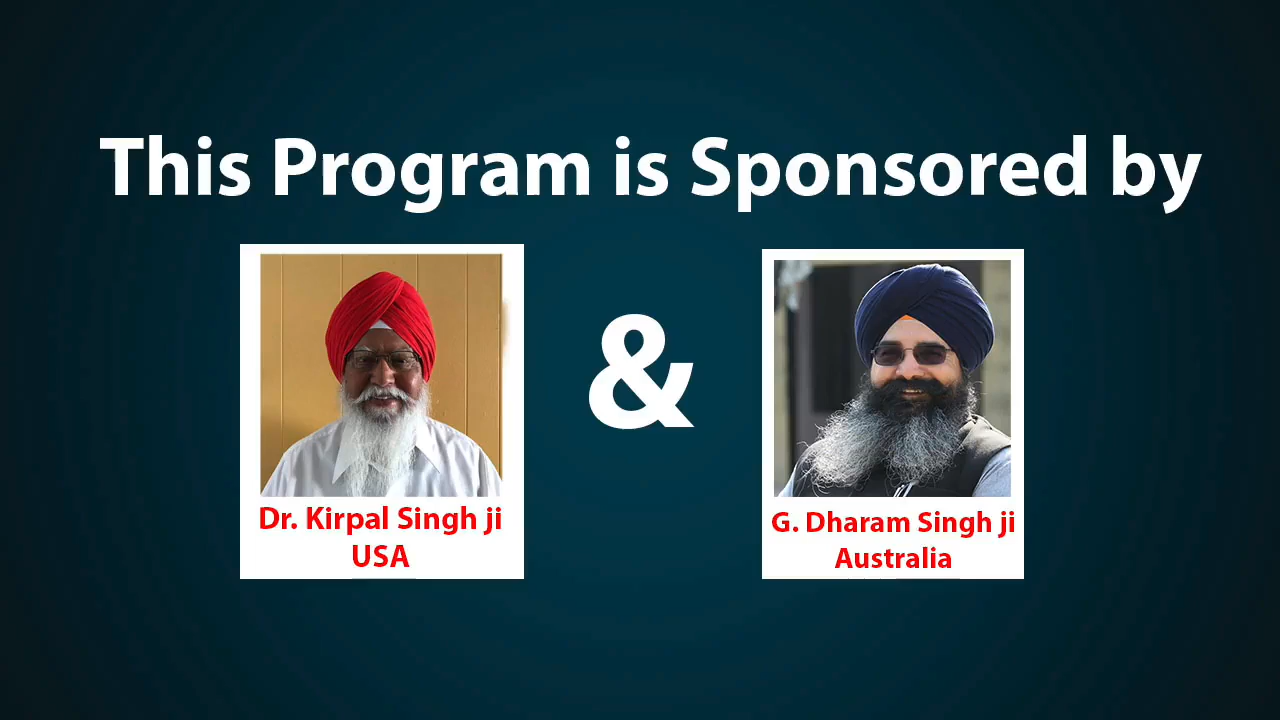 This Program is Sponsored by
&
Dr. Kirpal Singh ji
USA
G. Dharam Singh ji
Australia